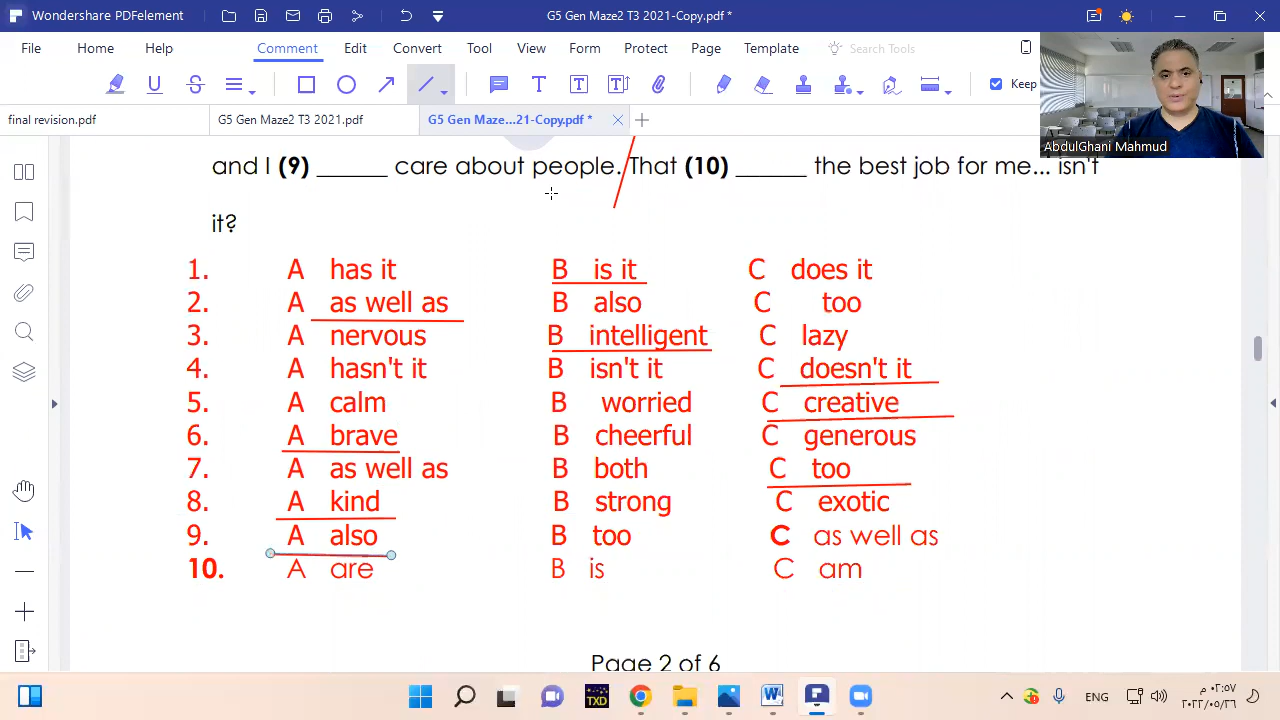 Wondershare PDFelement
G5 Gen Maze2 T3 2021-Copy.pdf *
File Home Help Comment Edit Convert Tool View Form Protect Page Template Search Tools
Keep
final revision.pdf
G5 Gen Maze2 T3 2021.pdf
G5 Gen Maze...21-Copy.pdf *
AbdulGhani Mahmud
and I (9) ______ care about people. That (10) ______ the best job for me... isn't
it?
1. A has it B is it C does it
2. A as well as B also C too
3. A nervous B intelligent C lazy
4. A hasn't it B isn't it C doesn't it
5. A calm B worried C creative
6. A brave B cheerful C generous
7. A as well as B both C too
8. A kind B strong C exotic
9. A also B too C as well as
10. A are B is C am
Page 2 of 6
TXD
ENG
٠٢:٥٧ م
٢٠٢٢/٠٥/٢٦